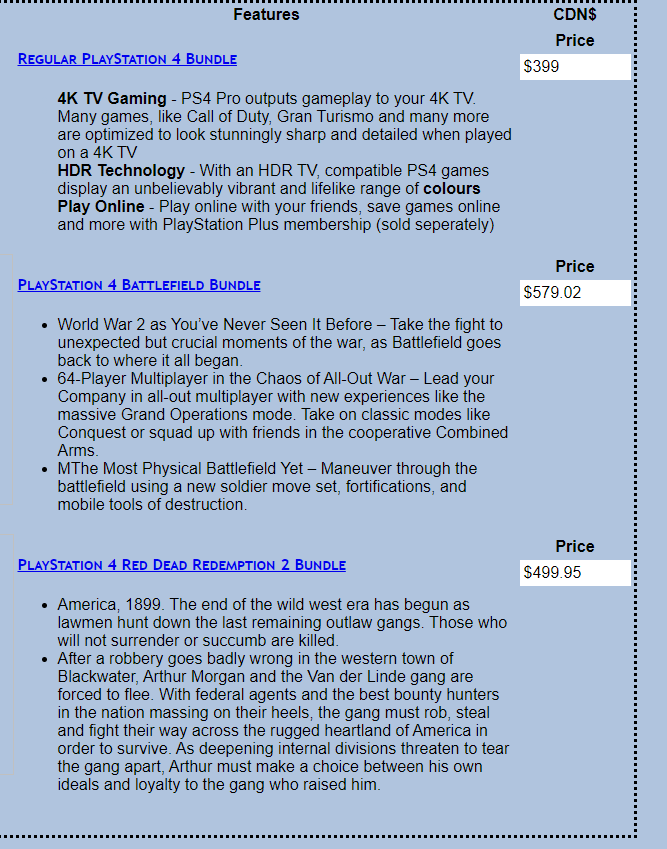 Features CDN$
Price
Regular PlayStation 4 Bundle
$399
4K TV Gaming - PS4 Pro outputs gameplay to your 4K TV.
Many games, like Call of Duty, Gran Turismo and many more
are optimized to look stunningly sharp and detailed when played
on a 4K TV
HDR Technology - With an HDR TV, compatible PS4 games
display an unbelievably vibrant and lifelike range of colours
Play Online - Play online with your friends, save games online
and more with PlayStation Plus membership (sold seperately)
Price
PlayStation 4 Battlefield Bundle
$579.02
• World War 2 as You’ve Never Seen It Before – Take the fight to
unexpected but crucial moments of the war, as Battlefield goes
back to where it all began.
• 64-Player Multiplayer in the Chaos of All-Out War – Lead your
Company in all-out multiplayer with new experiences like the
massive Grand Operations mode. Take on classic modes like
Conquest or squad up with friends in the cooperative Combined
Arms.
• MThe Most Physical Battlefield Yet – Maneuver through the
battlefield using a new soldier move set, fortifications, and
mobile tools of destruction.
Price
PlayStation 4 Red Dead Redemption 2 Bundle
$499.95
• America, 1899. The end of the wild west era has begun as
lawmen hunt down the last remaining outlaw gangs. Those who
will not surrender or succumb are killed.
• After a robbery goes badly wrong in the western town of
Blackwater, Arthur Morgan and the Van der Linde gang are
forced to flee. With federal agents and the best bounty hunters
in the nation massing on their heels, the gang must rob, steal
and fight their way across the rugged heartland of America in
order to survive. As deepening internal divisions threaten to tear
the gang apart, Arthur must make a choice between his own
ideals and loyalty to the gang who raised him.